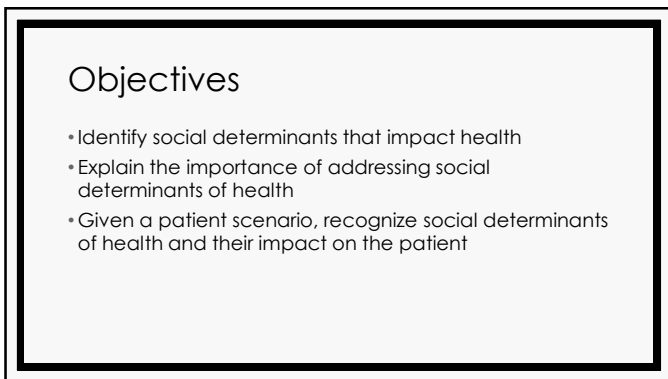 Objectives
• Identify social determinants that impact health
• Explain the importance of addressing social
determinants of health
• Given a patient scenario, recognize social determinants
of health and their impact on the patient